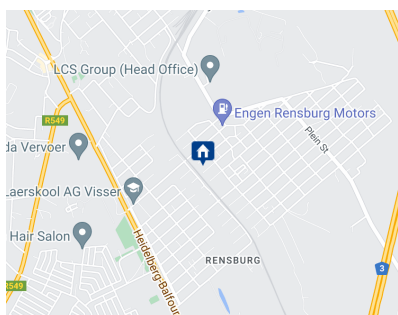 LCS Group (Head Office)
Engen Rensburg Motors
R549
Plein St
da Vervoer
Laerskool AG Visser
Hair Salon
Heidelberg-Balfour
RENSBURG
3
R549